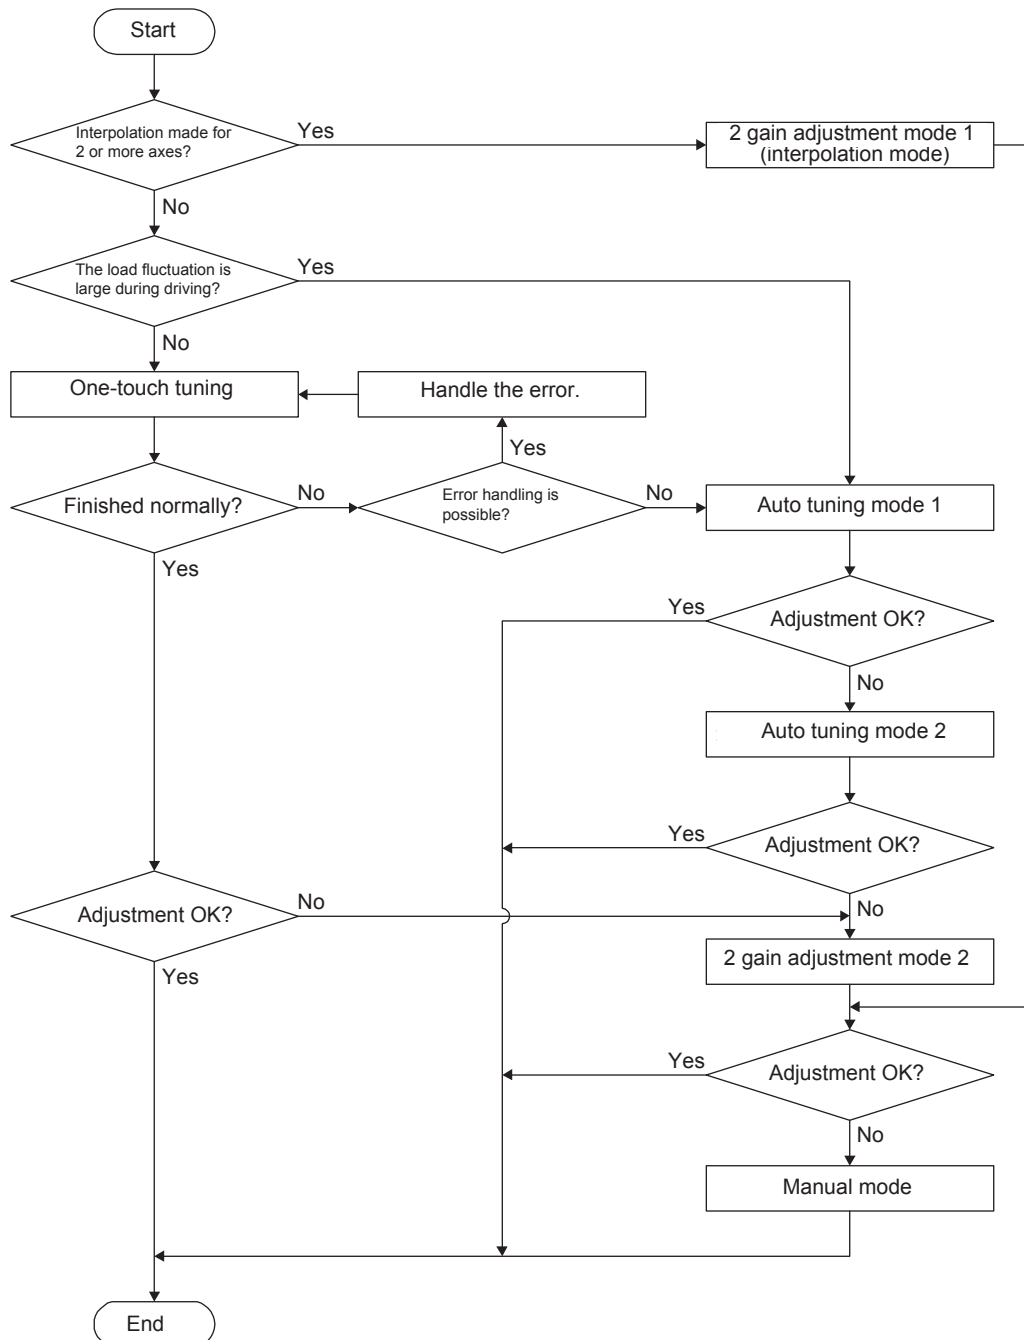 Start
Interpolation made for
2 or more axes?
Yes
2 gain adjustment mode 1
(interpolation mode)
No
The load fluctuation is
large during driving?
Yes
No
One-touch tuning
Handle the error.
Yes
Finished normally?
No
Error handling is
possible?
No
Auto tuning mode 1
Yes
Yes
Adjustment OK?
No
Auto tuning mode 2
Yes
Adjustment OK?
No
Adjustment OK?
No
2 gain adjustment mode 2
Yes
Yes
Adjustment OK?
No
Manual mode
End